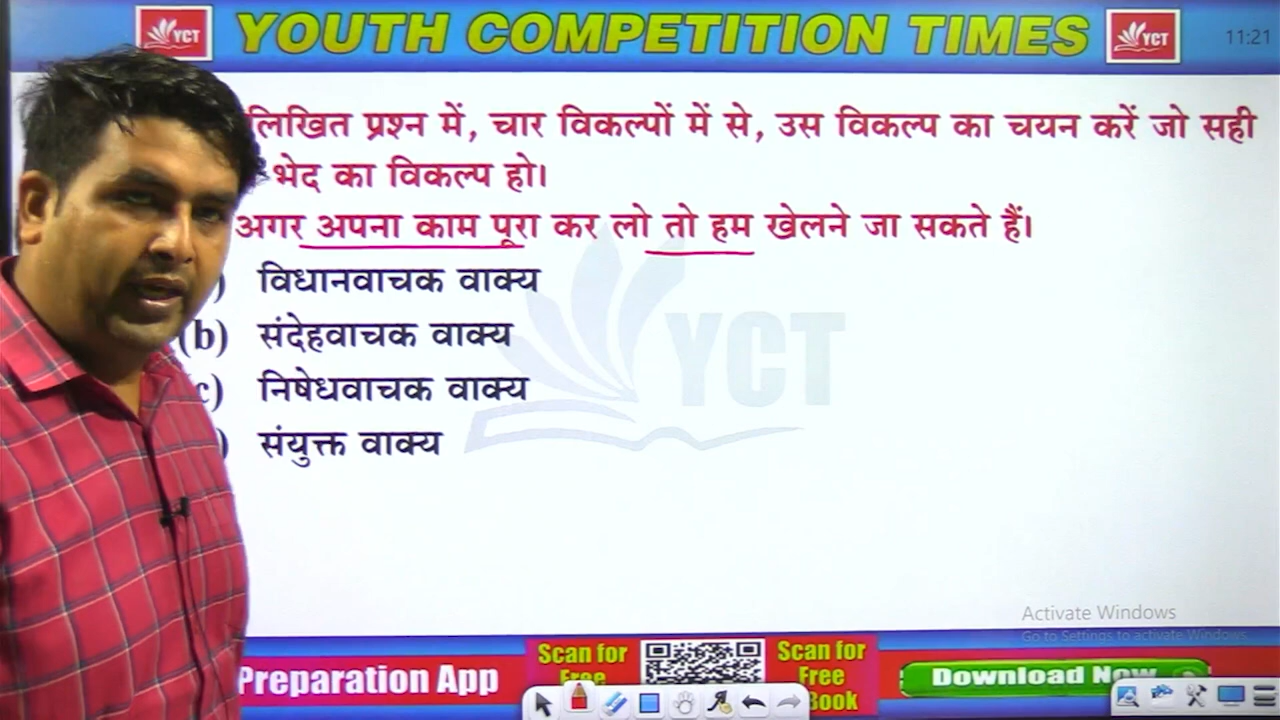 YCT
YOUTH COMPETITION TIMES
YCT
11:21
लिखित प्रश्न में, चार विकल्पों में से, उस विकल्प का चयन करें जो सही
भेद का विकल्प हो।
अगर अपना काम पूरा कर लो तो हम खेलने जा सकते हैं।
) विधानवाचक वाक्य
(b) संदेहवाचक वाक्य
c) निषेधवाचक वाक्य
) संयुक्त वाक्य
YCT
Activate Windows
Go to Settings to activate Windows.
Preparation App
Scan for
Free
Scan for
Free
Book
Download Now